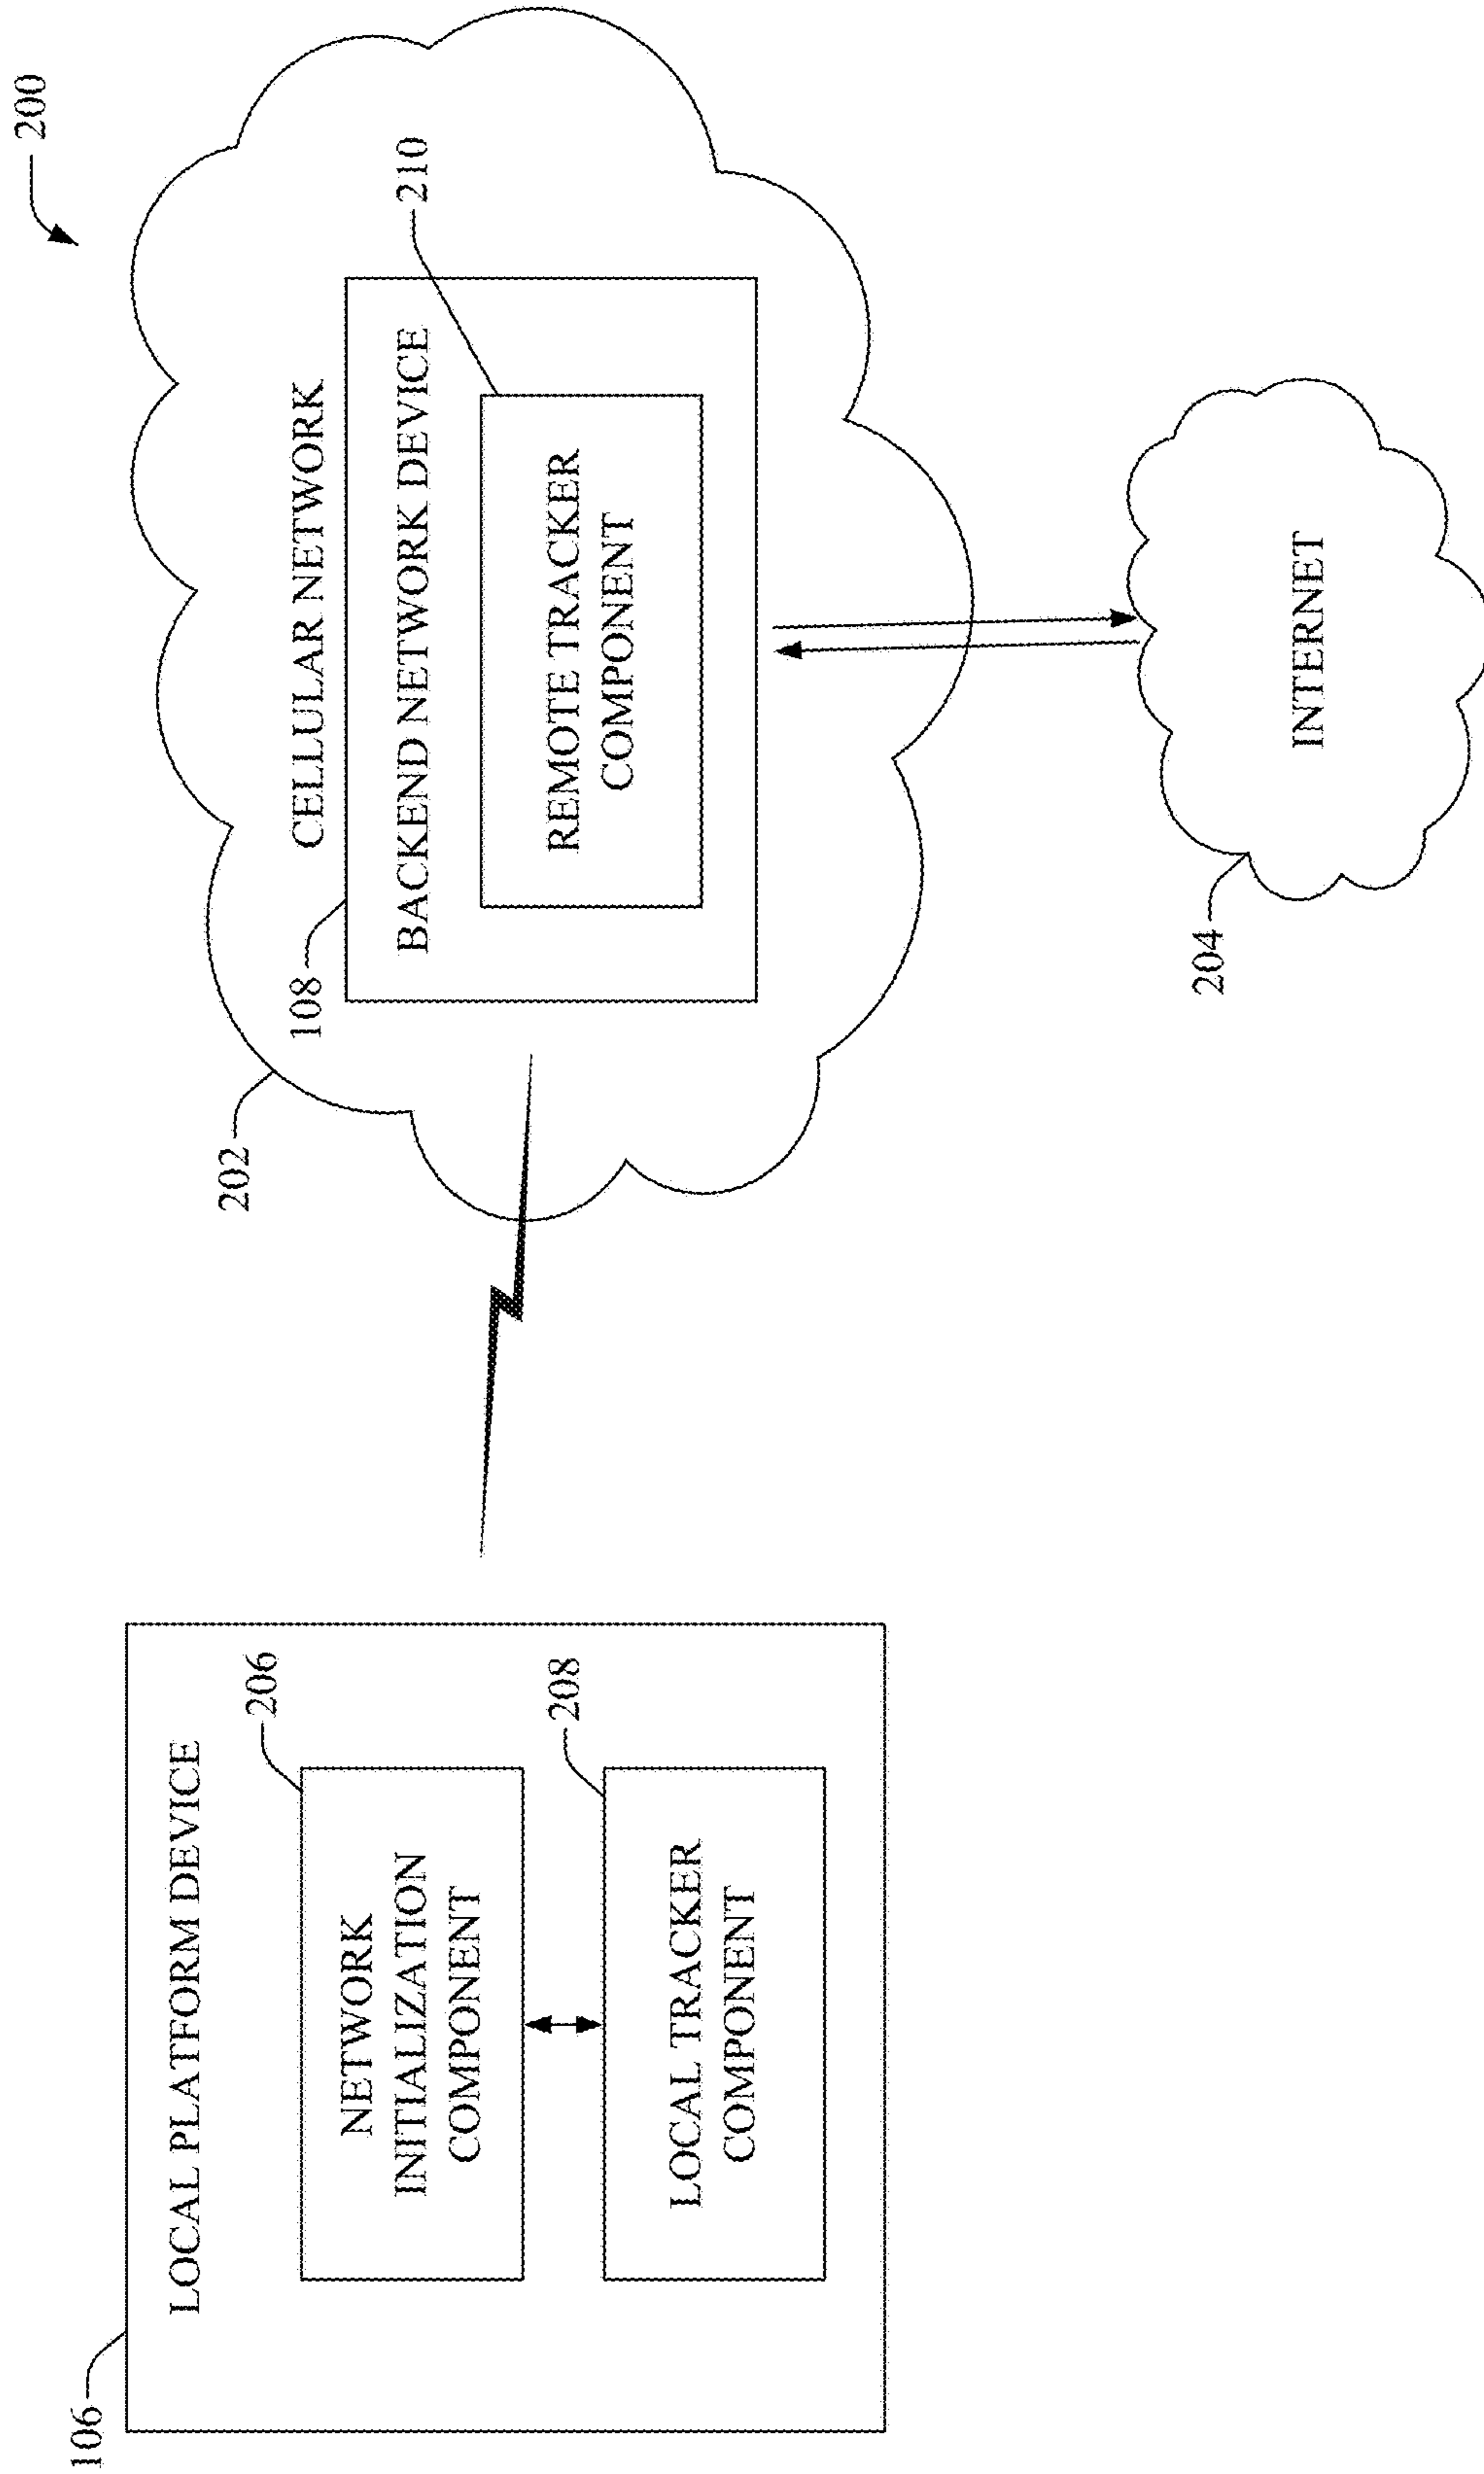 200
106
LOCAL PLATFORM DEVICE
206
NETWORK
INITIALIZATION
COMPONENT
208
LOCAL TRACKER
COMPONENT
202
CELLULAR NETWORK
108
BACKEND NETWORK DEVICE
210
REMOTE TRACKER
COMPONENT
204
INTERNET